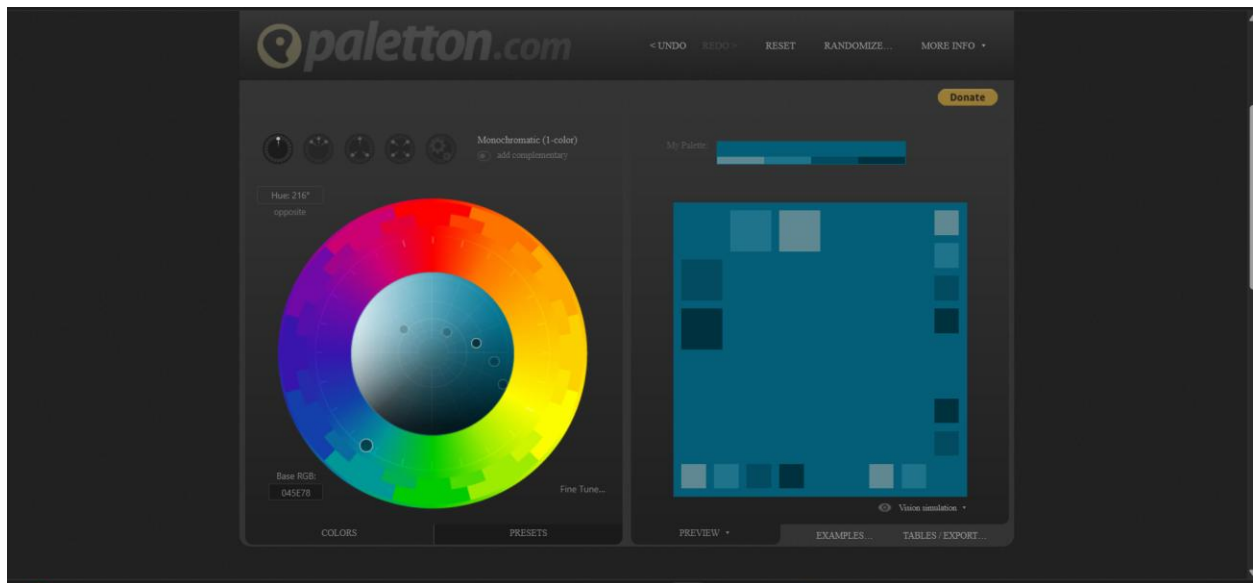 paletton.com
< UNDO REDO > RESET RANDOMIZE... MORE INFO
Donate
Monochromatic (1-color)
add complementary
My Palette:
Hue: 216°
opposite
Base RGB:
045E78
Fine Tune...
Vision simulation
COLORS PRESETS PREVIEW EXAMPLES... TABLES / EXPORT...